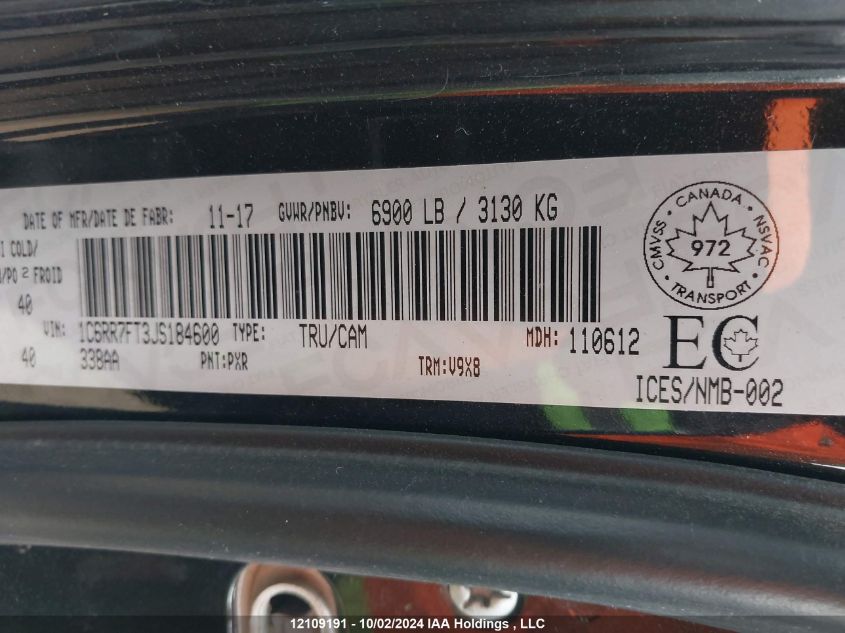 DATE OF MFR/DATE DE FABR: 11-17 GVWR/PNBV: 6900 LB / 3130 KG
I COLD/
/PO 2 FROID
40
VIN: 1C6RR7FT3JS184600 TYPE: TRU/CAM MDH: 110612
40 338AA PNT:PXR TRM:V9X8
CMVSS · CANADA · NSVAC
972
· TRANSPORT ·
EC
ICES/NMB-002
12109191 - 10/02/2024 IAA Holdings , LLC